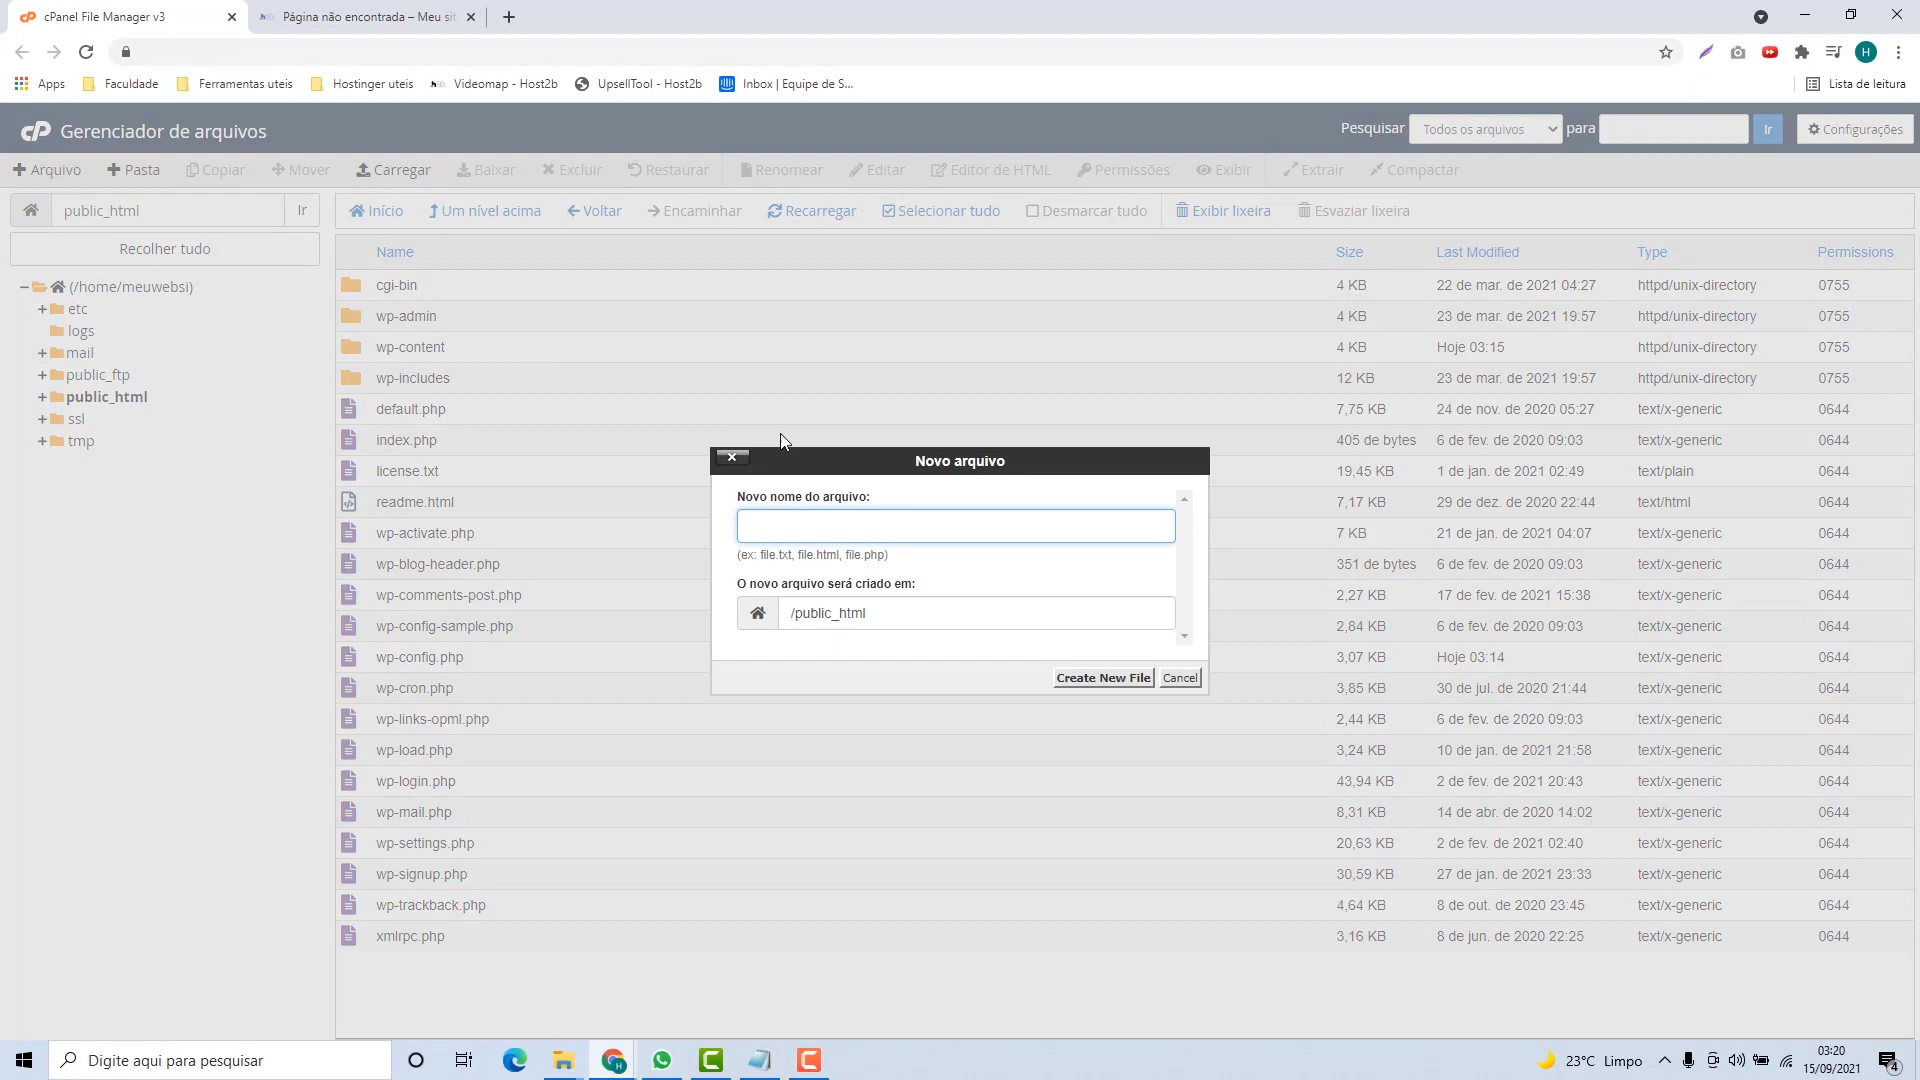 cPanel File Manager v3
Página não encontrada – Meu sit
H
Apps Faculdade Ferramentas uteis Hostinger uteis Videomap - Host2b UpsellTool - Host2b Inbox | Equipe de S... Lista de leitura
cP Gerenciador de arquivos Pesquisar Todos os arquivos para Ir Configurações
Arquivo Pasta Copiar Mover Carregar Baixar Excluir Restaurar Renomear Editar Editor de HTML Permissões Exibir Extrair Compactar
public_html Ir Início Um nível acima Voltar Encaminhar Recarregar Selecionar tudo Desmarcar tudo Exibir lixeira Esvaziar lixeira
Recolher tudo
(/home/meuwebsi)
etc
logs
mail
public_ftp
public_html
ssl
tmp
Name Size Last Modified Type Permissions
cgi-bin 4 KB 22 de mar. de 2021 04:27 httpd/unix-directory 0755
wp-admin 4 KB 23 de mar. de 2021 19:57 httpd/unix-directory 0755
wp-content 4 KB Hoje 03:15 httpd/unix-directory 0755
wp-includes 12 KB 23 de mar. de 2021 19:57 httpd/unix-directory 0755
default.php 7,75 KB 24 de nov. de 2020 05:27 text/x-generic 0644
index.php 405 de bytes 6 de fev. de 2020 09:03 text/x-generic 0644
license.txt 19,45 KB 1 de jan. de 2021 02:49 text/plain 0644
readme.html 7,17 KB 29 de dez. de 2020 22:44 text/html 0644
wp-activate.php 7 KB 21 de jan. de 2021 04:07 text/x-generic 0644
wp-blog-header.php 351 de bytes 6 de fev. de 2020 09:03 text/x-generic 0644
wp-comments-post.php 2,27 KB 17 de fev. de 2021 15:38 text/x-generic 0644
wp-config-sample.php 2,84 KB 6 de fev. de 2020 09:03 text/x-generic 0644
wp-config.php 3,07 KB Hoje 03:14 text/x-generic 0644
wp-cron.php 3,85 KB 30 de jul. de 2020 21:44 text/x-generic 0644
wp-links-opml.php 2,44 KB 6 de fev. de 2020 09:03 text/x-generic 0644
wp-load.php 3,24 KB 10 de jan. de 2021 21:58 text/x-generic 0644
wp-login.php 43,94 KB 2 de fev. de 2021 20:43 text/x-generic 0644
wp-mail.php 8,31 KB 14 de abr. de 2020 14:02 text/x-generic 0644
wp-settings.php 20,63 KB 2 de fev. de 2021 02:40 text/x-generic 0644
wp-signup.php 30,59 KB 27 de jan. de 2021 23:33 text/x-generic 0644
wp-trackback.php 4,64 KB 8 de out. de 2020 23:45 text/x-generic 0644
xmlrpc.php 3,16 KB 8 de jun. de 2020 22:25 text/x-generic 0644
Novo arquivo
Novo nome do arquivo:
(ex: file.txt, file.html, file.php)
O novo arquivo será criado em:
/public_html
Create New File Cancel
Digite aqui para pesquisar
23°C Limpo
03:20
15/09/2021
4